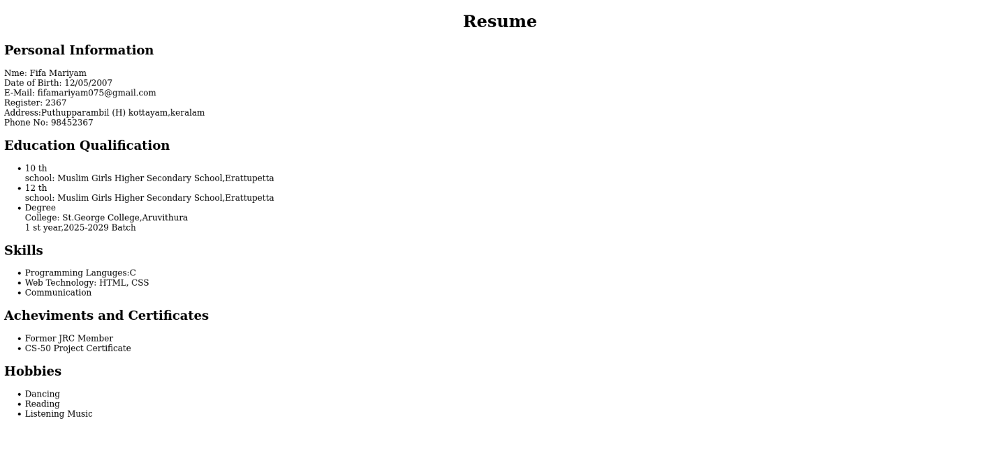 Resume
Personal Information
Nme: Fifa Mariyam
Date of Birth: 12/05/2007
E-Mail: fifamariyam075@gmail.com
Register: 2367
Address:Puthupparambil (H) kottayam,keralam
Phone No: 98452367
Education Qualification
10 th
school: Muslim Girls Higher Secondary School,Erattupetta
12 th
school: Muslim Girls Higher Secondary School,Erattupetta
Degree
College: St.George College,Aruvithura
1 st year,2025-2029 Batch
Skills
Programming Languges:C
Web Technology: HTML, CSS
Communication
Acheviments and Certificates
Former JRC Member
CS-50 Project Certificate
Hobbies
Dancing
Reading
Listening Music